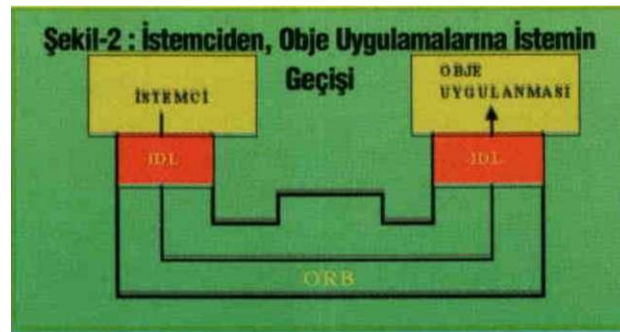 Şekil-2 : İstemciden, Obje Uygulamalarına İstemin
Geçişi
İSTEMCİ
OBJE
UYGULANMASI
IDL
IDL
ORB